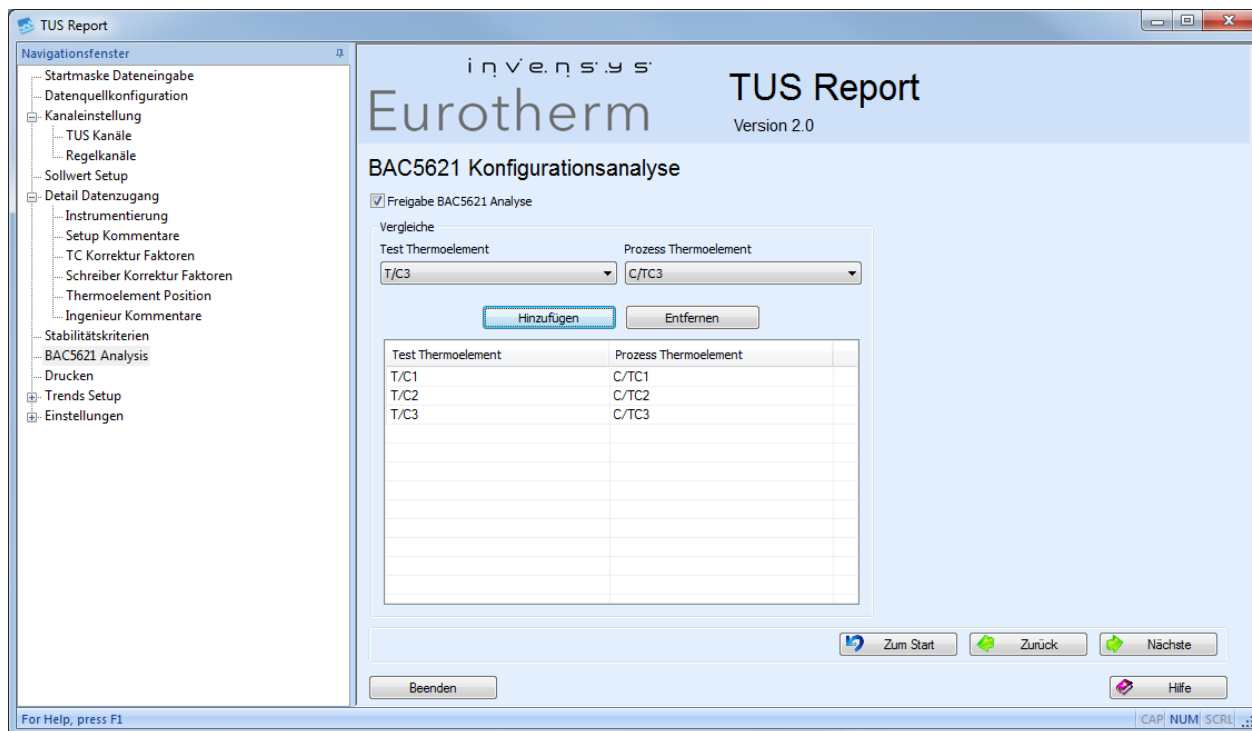 TUS Report
Navigationsfenster
Startmaske Dateneingabe
Datenquellkonfiguration
Kanaleinstellung
TUS Kanäle
Regelkanäle
Sollwert Setup
Detail Datenzugang
Instrumentierung
Setup Kommentare
TC Korrektur Faktoren
Schreiber Korrektur Faktoren
Thermoelement Position
Ingenieur Kommentare
Stabilitätskriterien
BAC5621 Analysis
Drucken
Trends Setup
Einstellungen
invensys
Eurotherm
TUS Report
Version 2.0
BAC5621 Konfigurationsanalyse
Freigabe BAC5621 Analyse
Vergleiche
Test Thermoelement Prozess Thermoelement
T/C3 C/TC3
Hinzufügen Entfernen
Test Thermoelement Prozess Thermoelement
T/C1 C/TC1
T/C2 C/TC2
T/C3 C/TC3
Zum Start Zurück Nächste
Beenden Hilfe
For Help, press F1 CAP NUM SCRL